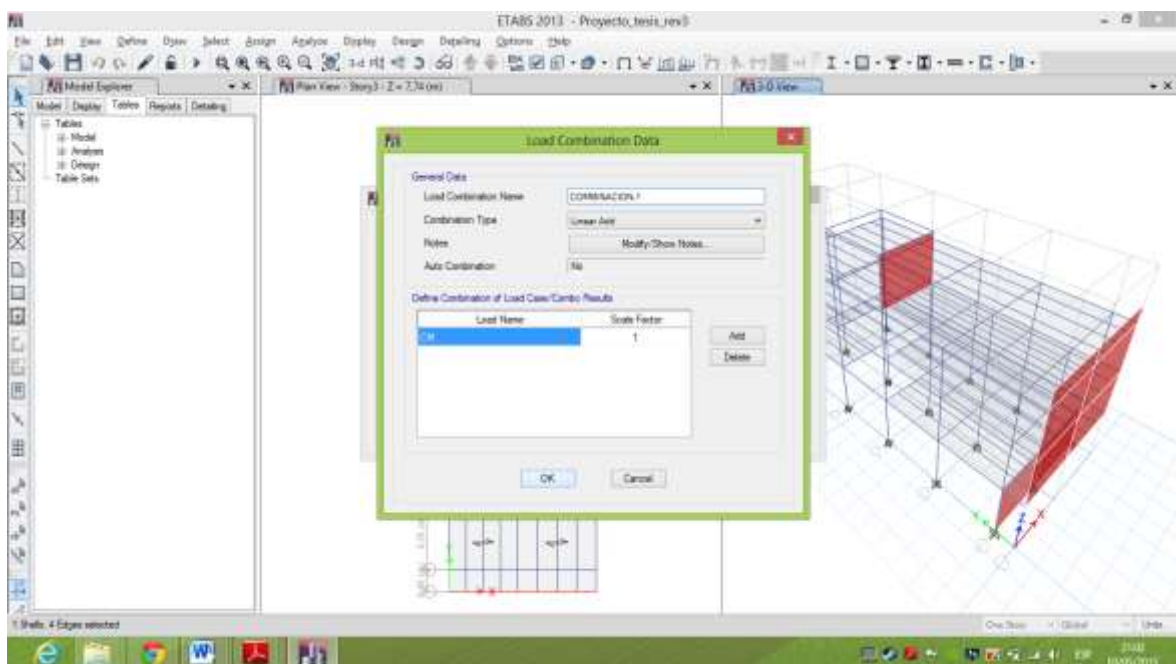 ETABS 2013 - Proyecto_tesis_rev3
File Edit View Define Draw Select Assign Analyze Display Design Detailing Options Help
Model Explorer
Plan View - Story3 - Z = 7,74 (m)
3-D View
Model Display Tables Reports Detailing
Tables
Model
Analysis
Design
Table Sets
Load Combination Data
General Data
Load Combination Name
Combination Type
Linear Add
Notes
Modify/Show Notes...
Auto Combination
No
Define Combination of Load Case/Combo Results
Load Name Scale Factor
CM 1
Add
Delete
OK Cancel
X
Z
X
1 Shells, 4 Edges selected
One Story Global Units...
ESP